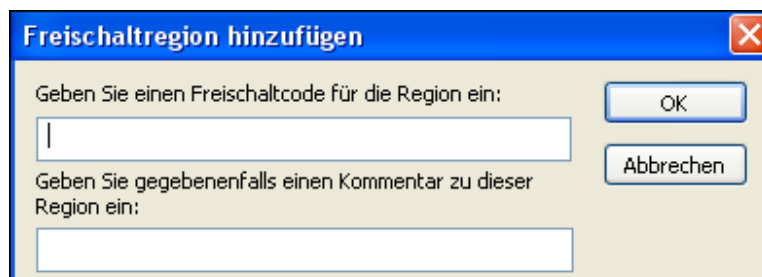 Freischaltregion hinzufügen
Geben Sie einen Freischaltcode für die Region ein:
OK
Abbrechen
Geben Sie gegebenenfalls einen Kommentar zu dieser
Region ein: